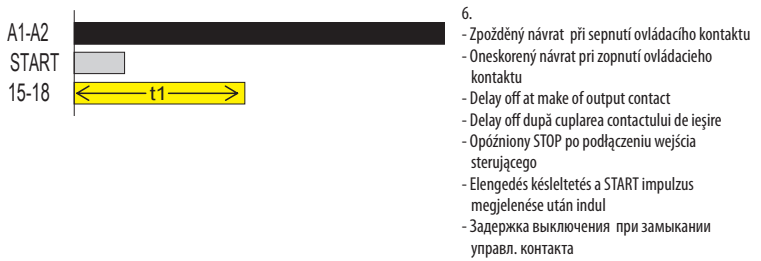 A1-A2
START
15-18
t1
6.
- Zpožděný návrat při sepnutí ovládacího kontaktu
- Oneskorený návrat pri zopnutí ovládacieho
kontaktu
- Delay off at make of output contact
- Delay off după cuplarea contactului de ieşire
- Opóźniony STOP po podłączeniu wejścia
sterującego
- Elengedés késleltetés a START impulzus
megjelenése után indul
- Задержка выключения при замыкании
управл. контакта